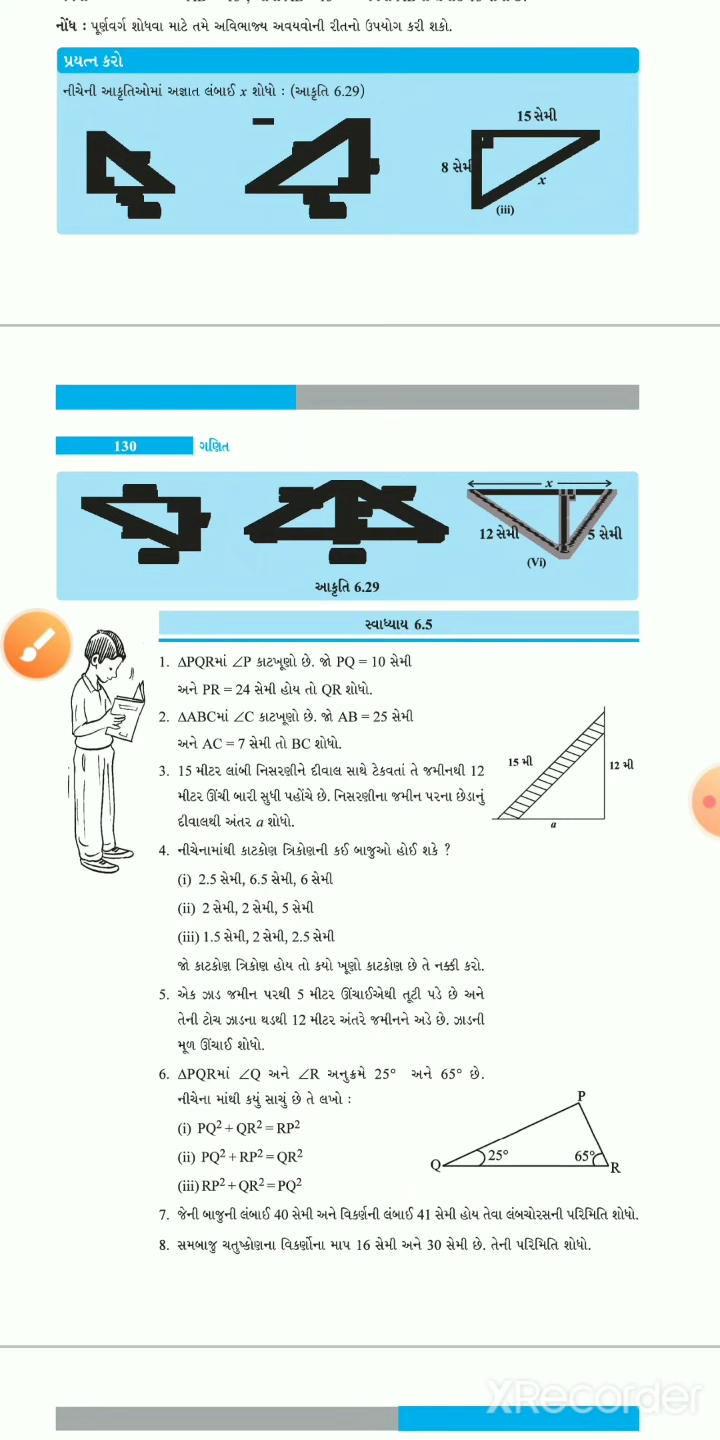 નોંધ : પૂર્ણવર્ગ શોધવા માટે તમે અવિભાજ્ય અવયવોની રીતનો ઉપયોગ કરી શકો.
પ્રયત્ન કરો
નીચેની આકૃતિઓમાં અજ્ઞાત લંબાઈ x શોધો : (આકૃતિ 6.29)
15 સેમી
8 સેમી
x
(iii)
130 ગણિત
x
12 સેમી 5 સેમી
(Vi)
આકૃતિ 6.29
સ્વાધ્યાય 6.5
1. ΔPQRમાં ∠P કાટખૂણો છે. જો PQ = 10 સેમી
અને PR = 24 સેમી હોય તો QR શોધો.
2. ΔABCમાં ∠C કાટખૂણો છે. જો AB = 25 સેમી
અને AC = 7 સેમી તો BC શોધો.
3. 15 મીટર લાંબી નિસરણીને દીવાલ સાથે ટેકવતાં તે જમીનથી 12
મીટર ઊંચી બારી સુધી પહોંચે છે. નિસરણીના જમીન પરના છેડાનું
દીવાલથી અંતર a શોધો.
15 મી
12 મી
a
4. નીચેનામાંથી કાટકોણ ત્રિકોણની કઈ બાજુઓ હોઈ શકે ?
(i) 2.5 સેમી, 6.5 સેમી, 6 સેમી
(ii) 2 સેમી, 2 સેમી, 5 સેમી
(iii) 1.5 સેમી, 2 સેમી, 2.5 સેમી
જો કાટકોણ ત્રિકોણ હોય તો કયો ખૂણો કાટકોણ છે તે નક્કી કરો.
5. એક ઝાડ જમીન પરથી 5 મીટર ઊંચાઈએથી તૂટી પડે છે અને
તેની ટોચ ઝાડના થડથી 12 મીટર અંતરે જમીનને અડે છે. ઝાડની
મૂળ ઊંચાઈ શોધો.
6. ΔPQRમાં ∠Q અને ∠R અનુક્રમે 25° અને 65° છે.
નીચેના માંથી કયું સાચું છે તે લખો :
(i) PQ² + QR² = RP²
(ii) PQ² + RP² = QR²
(iii) RP² + QR² = PQ²
P
Q 25° 65° R
7. જેની બાજુની લંબાઈ 40 સેમી અને વિકર્ણની લંબાઈ 41 સેમી હોય તેવા લંબચોરસની પરિમિતિ શોધો.
8. સમબાજુ ચતુષ્કોણના વિકર્ણોના માપ 16 સેમી અને 30 સેમી છે. તેની પરિમિતિ શોધો.
XRecorder